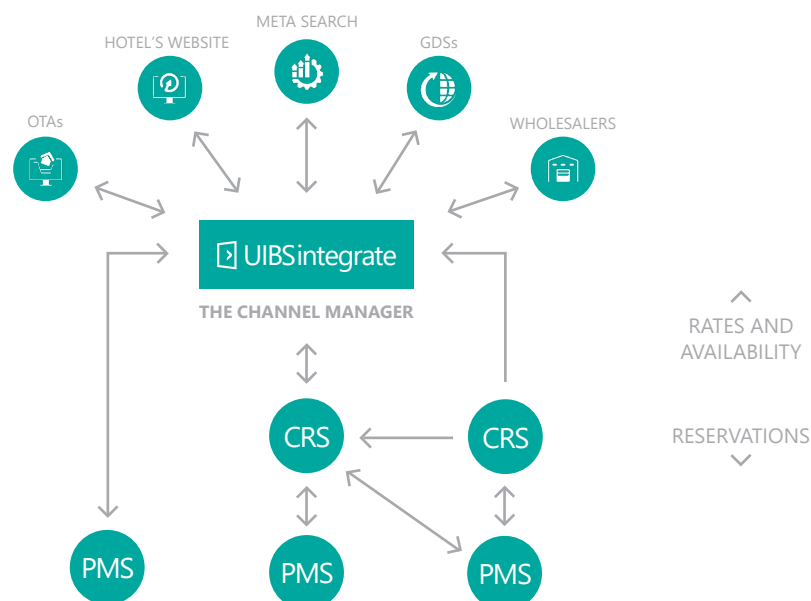 META SEARCH
HOTEL'S WEBSITE
GDSs
OTAs
WHOLESALERS
UIBSintegrate
THE CHANNEL MANAGER
RATES AND
AVAILABILITY
CRS
CRS
RESERVATIONS
PMS
PMS
PMS